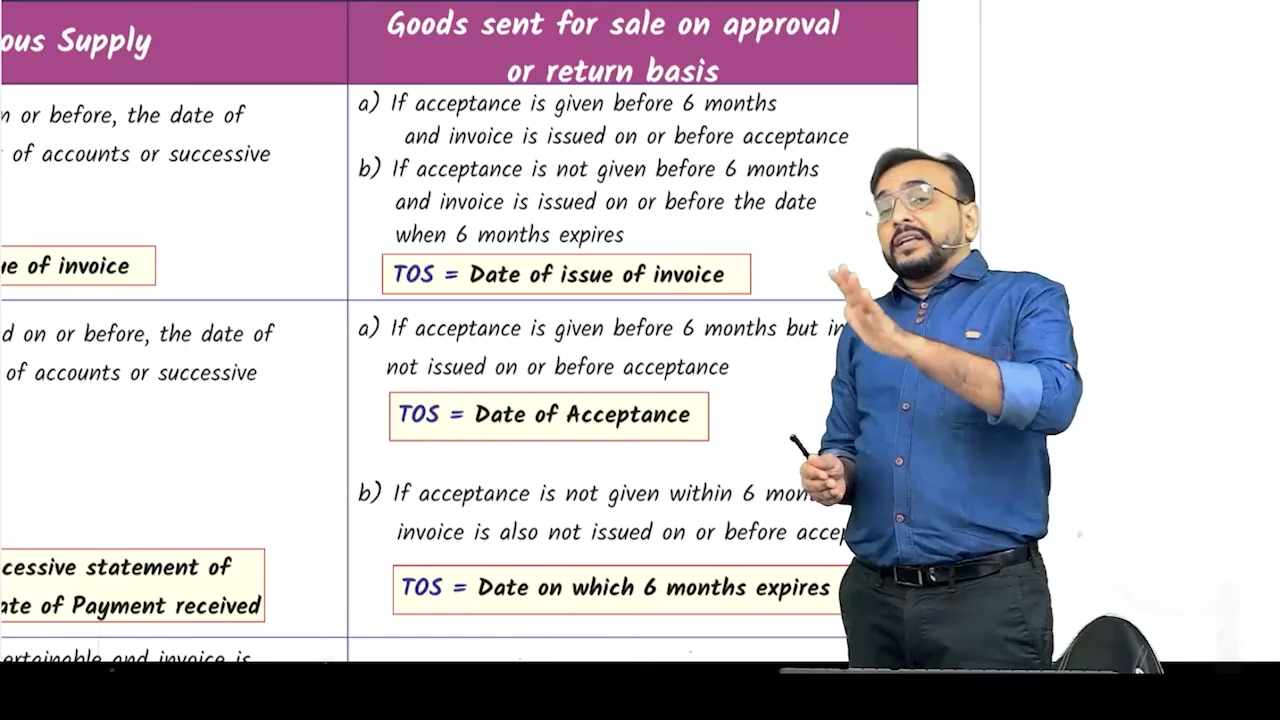 ous Supply
n or before, the date of
of accounts or successive
ue of invoice
d on or before, the date of
of accounts or successive
cessive statement of
ate of Payment received
ertainable and invoice is
Goods sent for sale on approval
or return basis
a) If acceptance is given before 6 months
and invoice is issued on or before acceptance
b) If acceptance is not given before 6 months
and invoice is issued on or before the date
when 6 months expires
TOS = Date of issue of invoice
a) If acceptance is given before 6 months but in
not issued on or before acceptance
TOS = Date of Acceptance
b) If acceptance is not given within 6 mon
invoice is also not issued on or before accep
TOS = Date on which 6 months expires